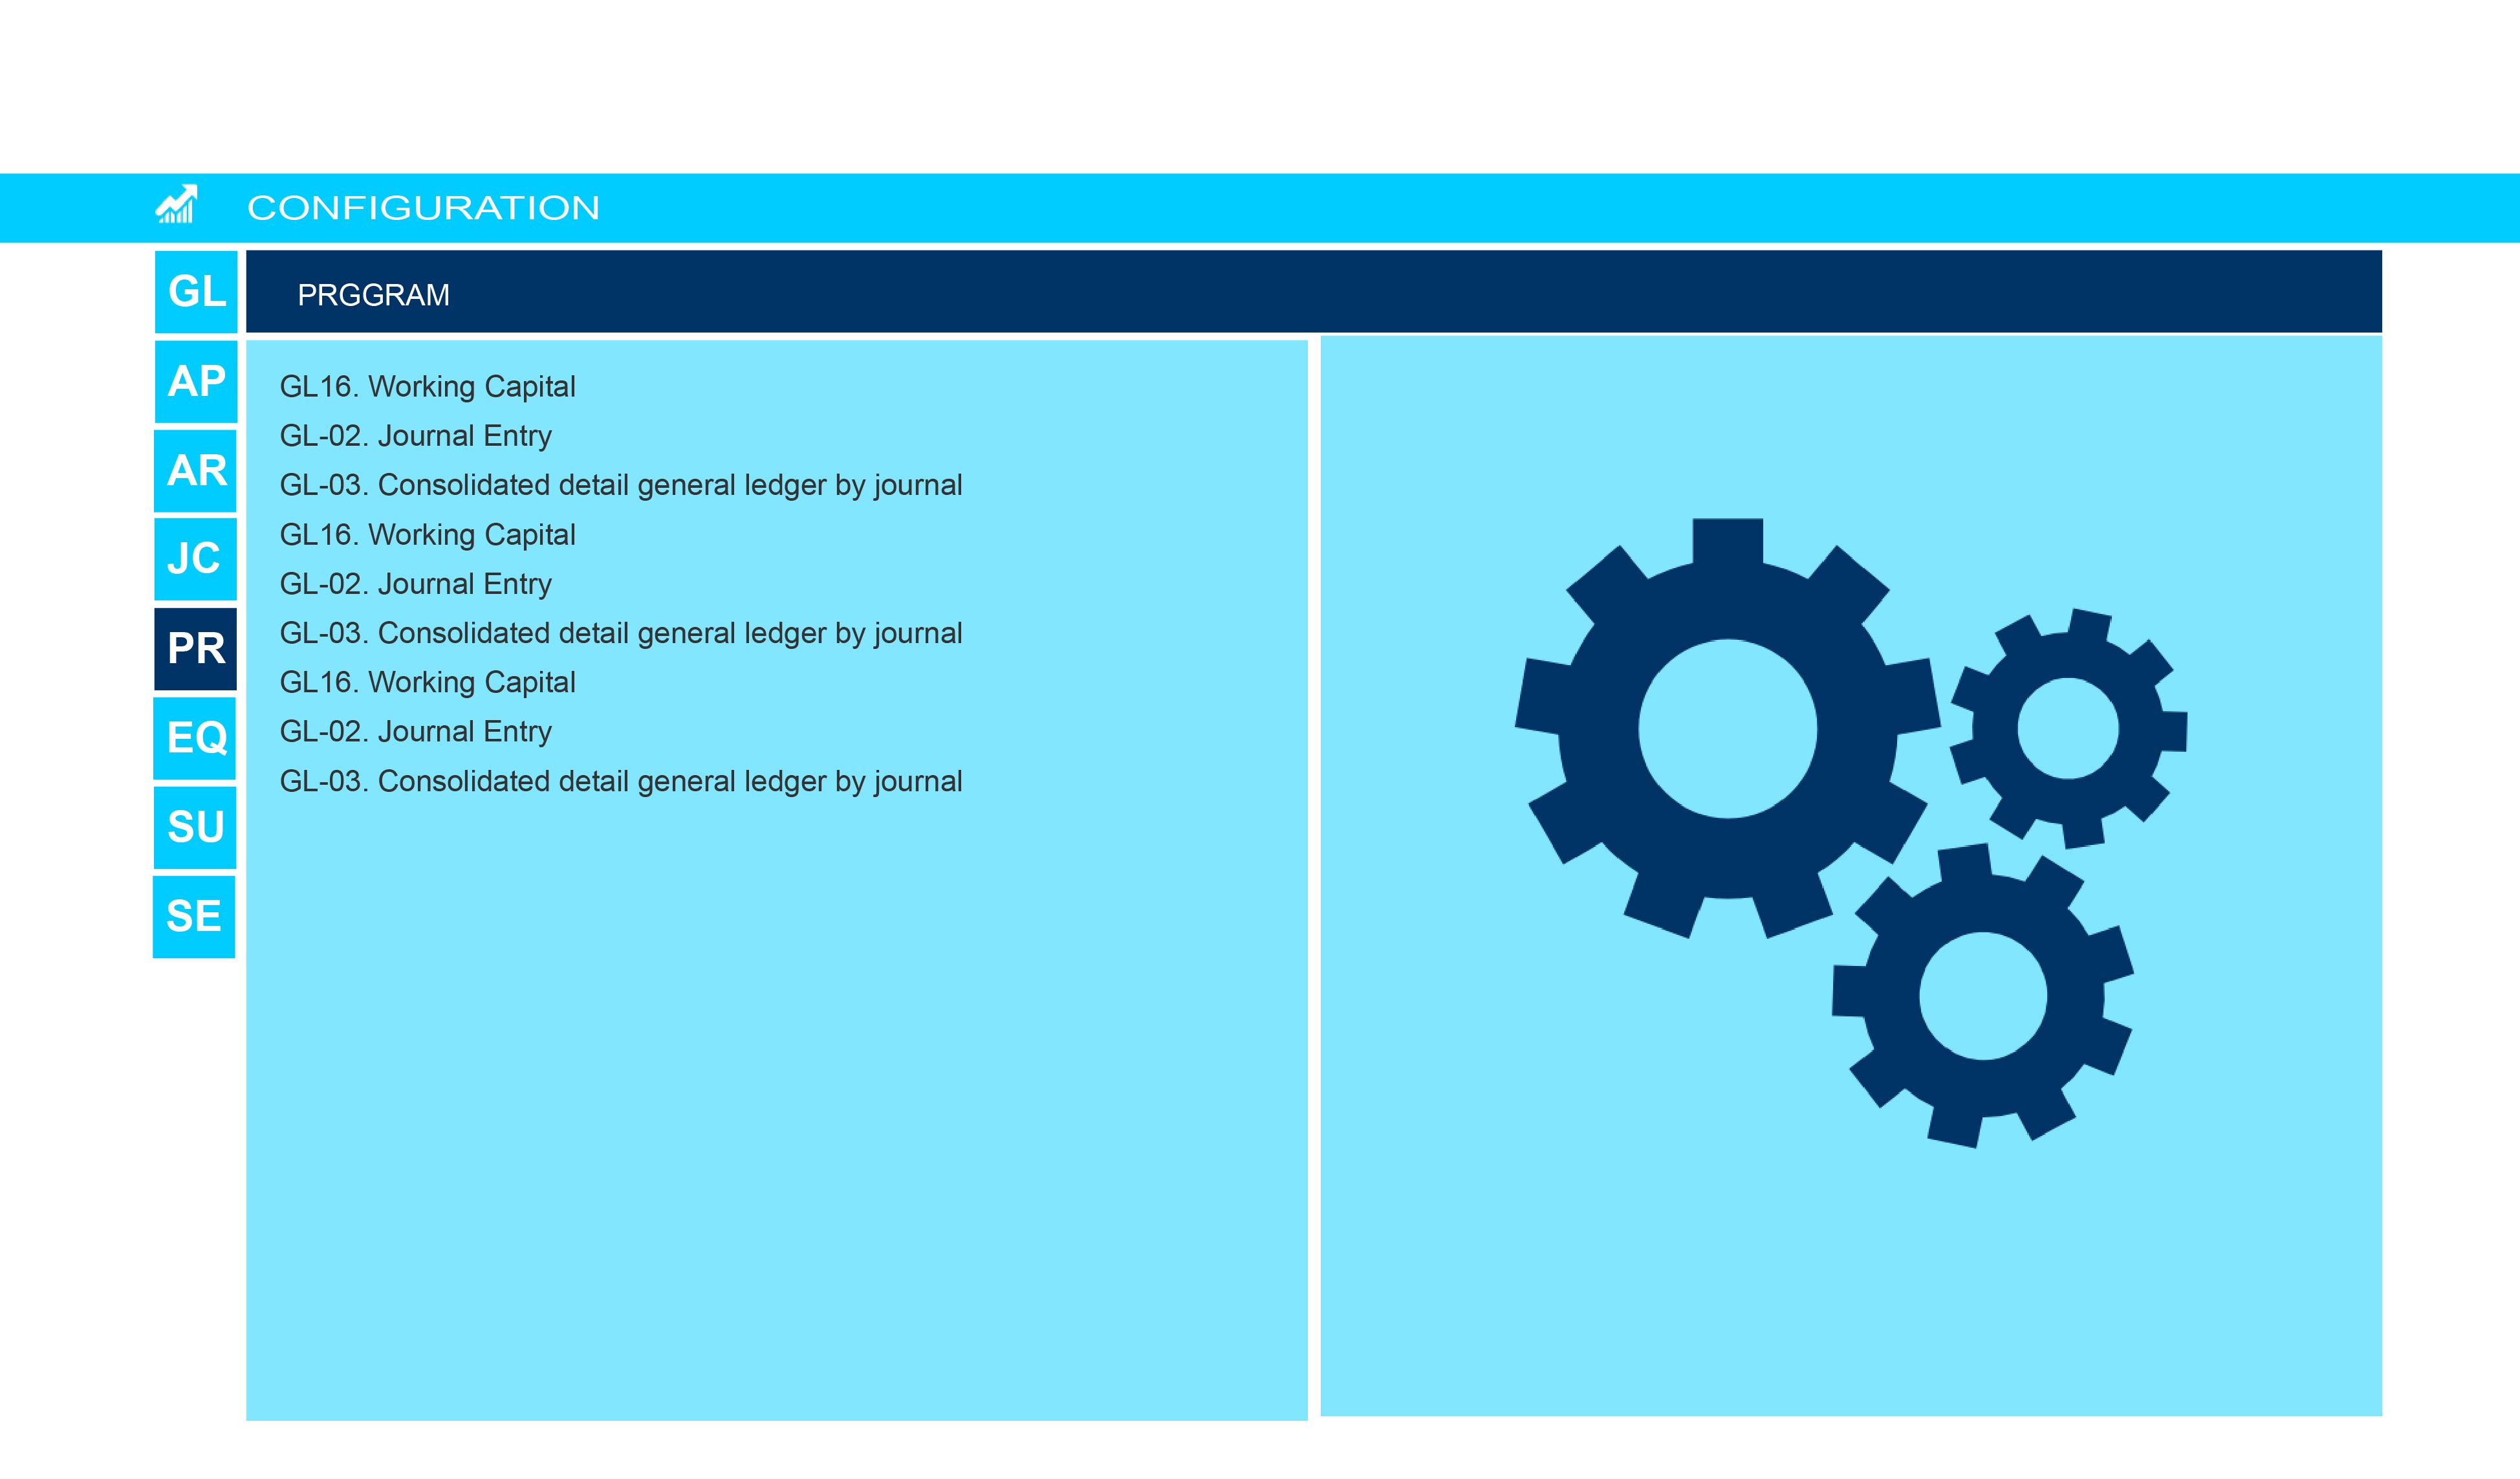 CONFIGURATION
GL
PRGGRAM
AP
AR
JC
PR
EQ
SU
SE
GL16. Working Capital
GL-02. Journal Entry
GL-03. Consolidated detail general ledger by journal
GL16. Working Capital
GL-02. Journal Entry
GL-03. Consolidated detail general ledger by journal
GL16. Working Capital
GL-02. Journal Entry
GL-03. Consolidated detail general ledger by journal